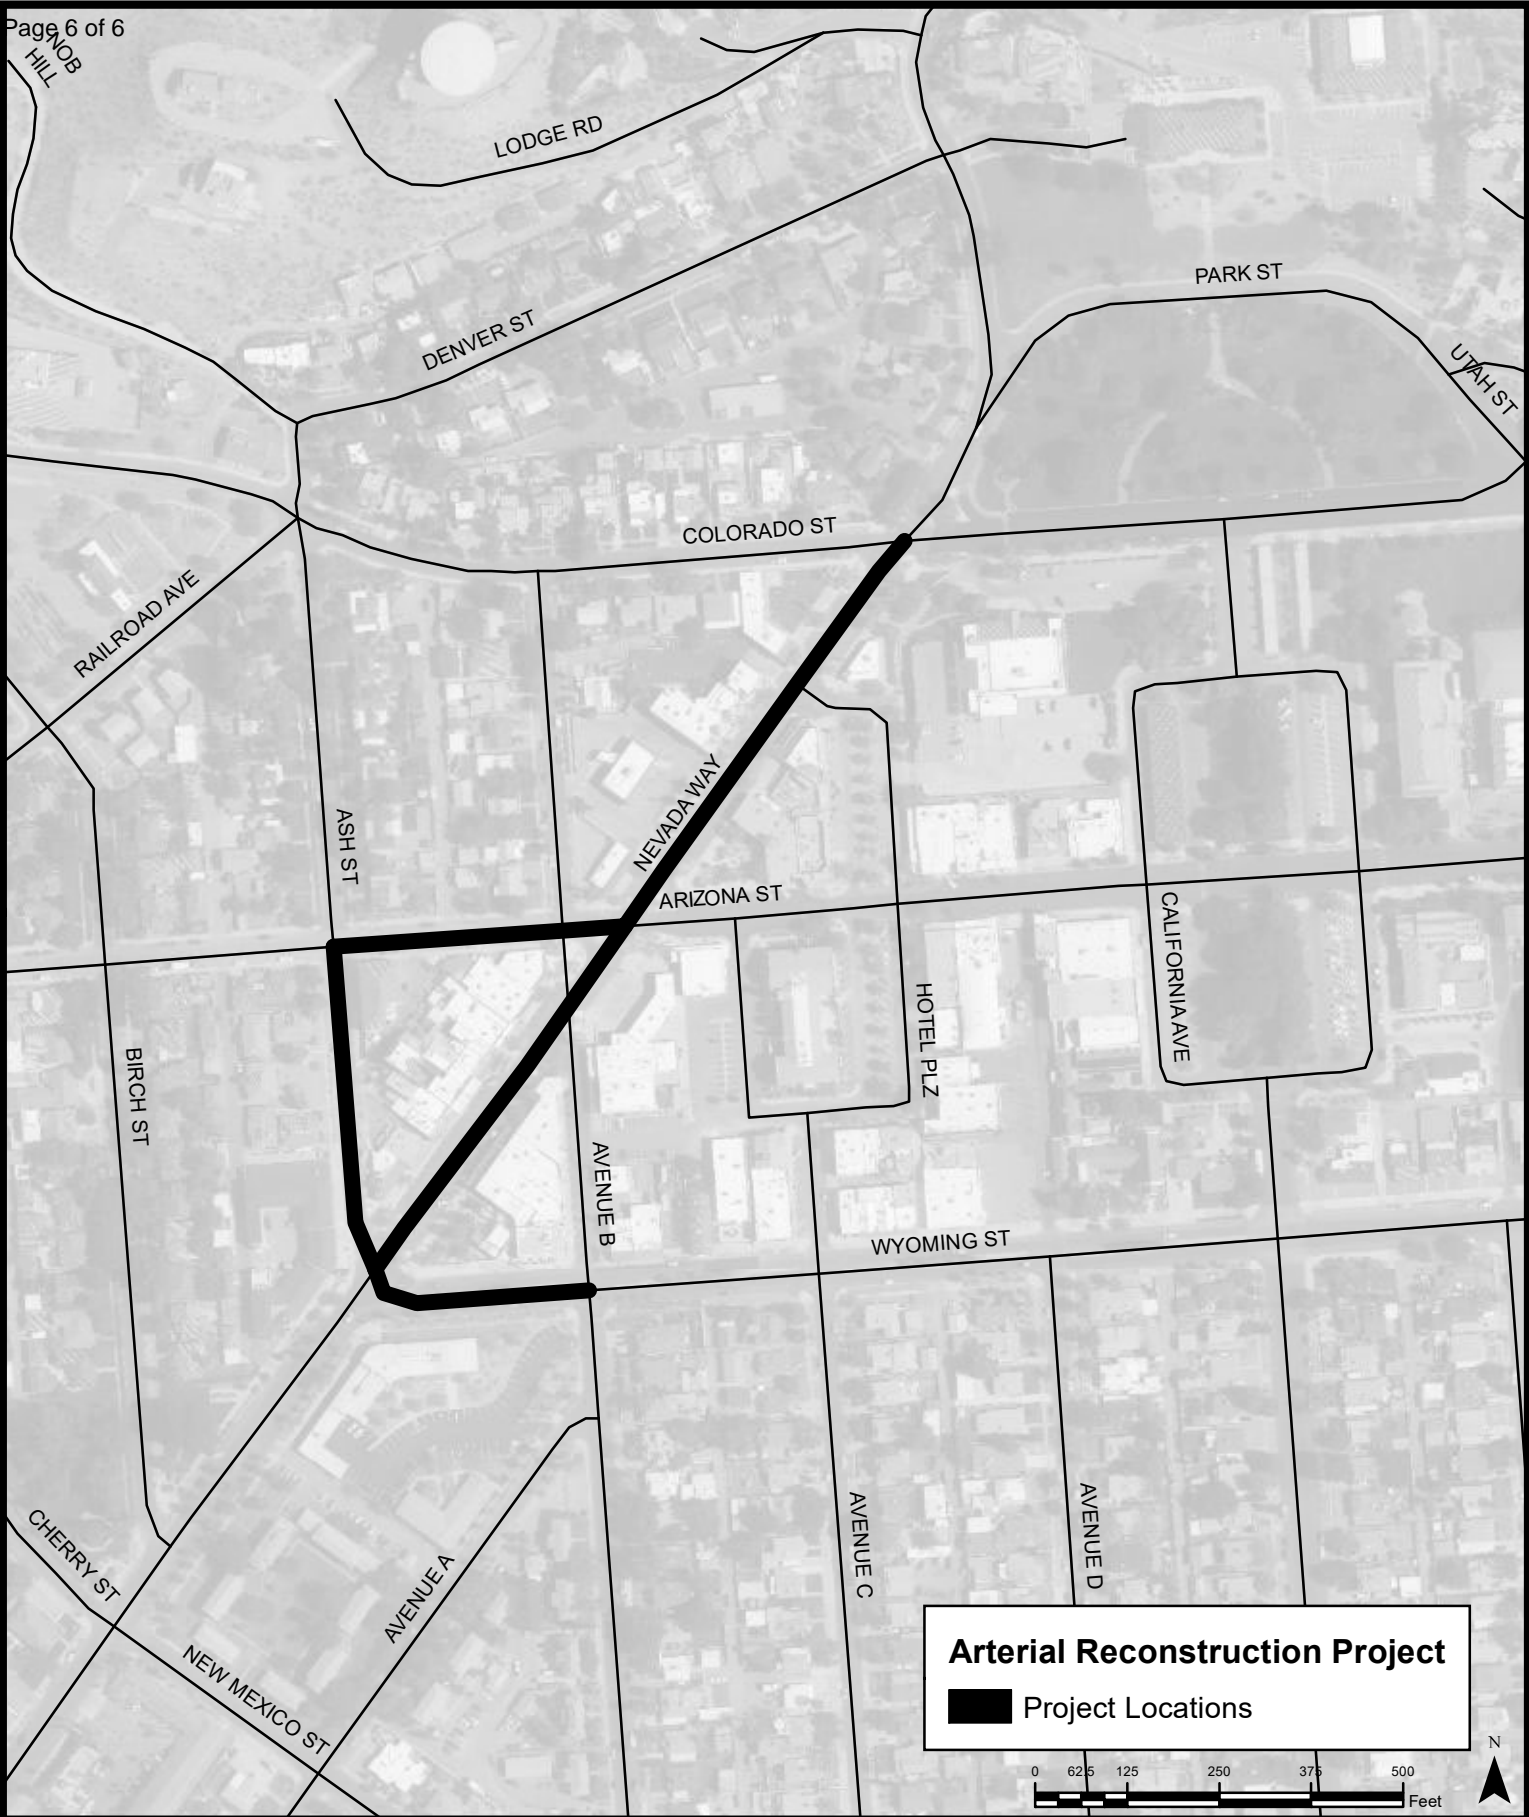 Page 6 of 6
NOB
HILL
LODGE RD
DENVER ST
PARK ST
UTAH ST
COLORADO ST
RAILROAD AVE
NEVADA WAY
ASH ST
ARIZONA ST
CALIFORNIA AVE
HOTEL PLZ
BIRCH ST
AVENUE B
WYOMING ST
CHERRY ST
AVENUE A
AVENUE C
AVENUE D
NEW MEXICO ST
Arterial Reconstruction Project
Project Locations
N
0 62.5 125 250 375 500
Feet